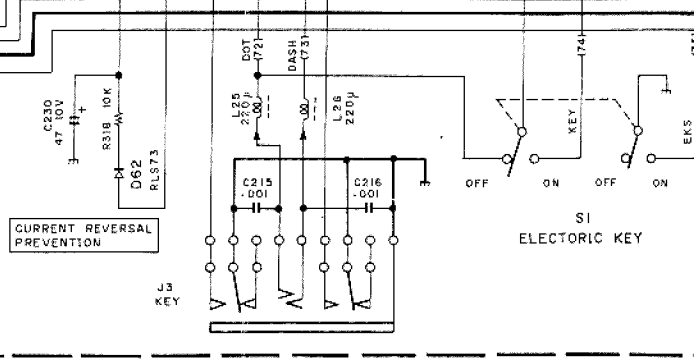 DOT
(72)
DASH
(73)
(74)
C230
47 10V
+
R318 10K
D62
RLS73
L25
220μ
L26
220μ
C215
.001
C216
.001
KEY
EKS
OFF
ON
OFF
ON
S1
ELECTORIC KEY
CURRENT REVERSAL
PREVENTION
J3
KEY